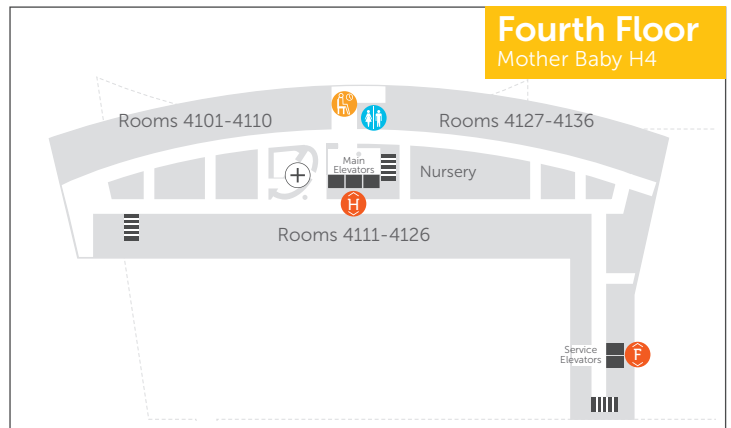 Fourth Floor
Mother Baby H4
Rooms 4101-4110
Rooms 4127-4136
Main
Elevators
Nursery
H
Rooms 4111-4126
Service
Elevators
F